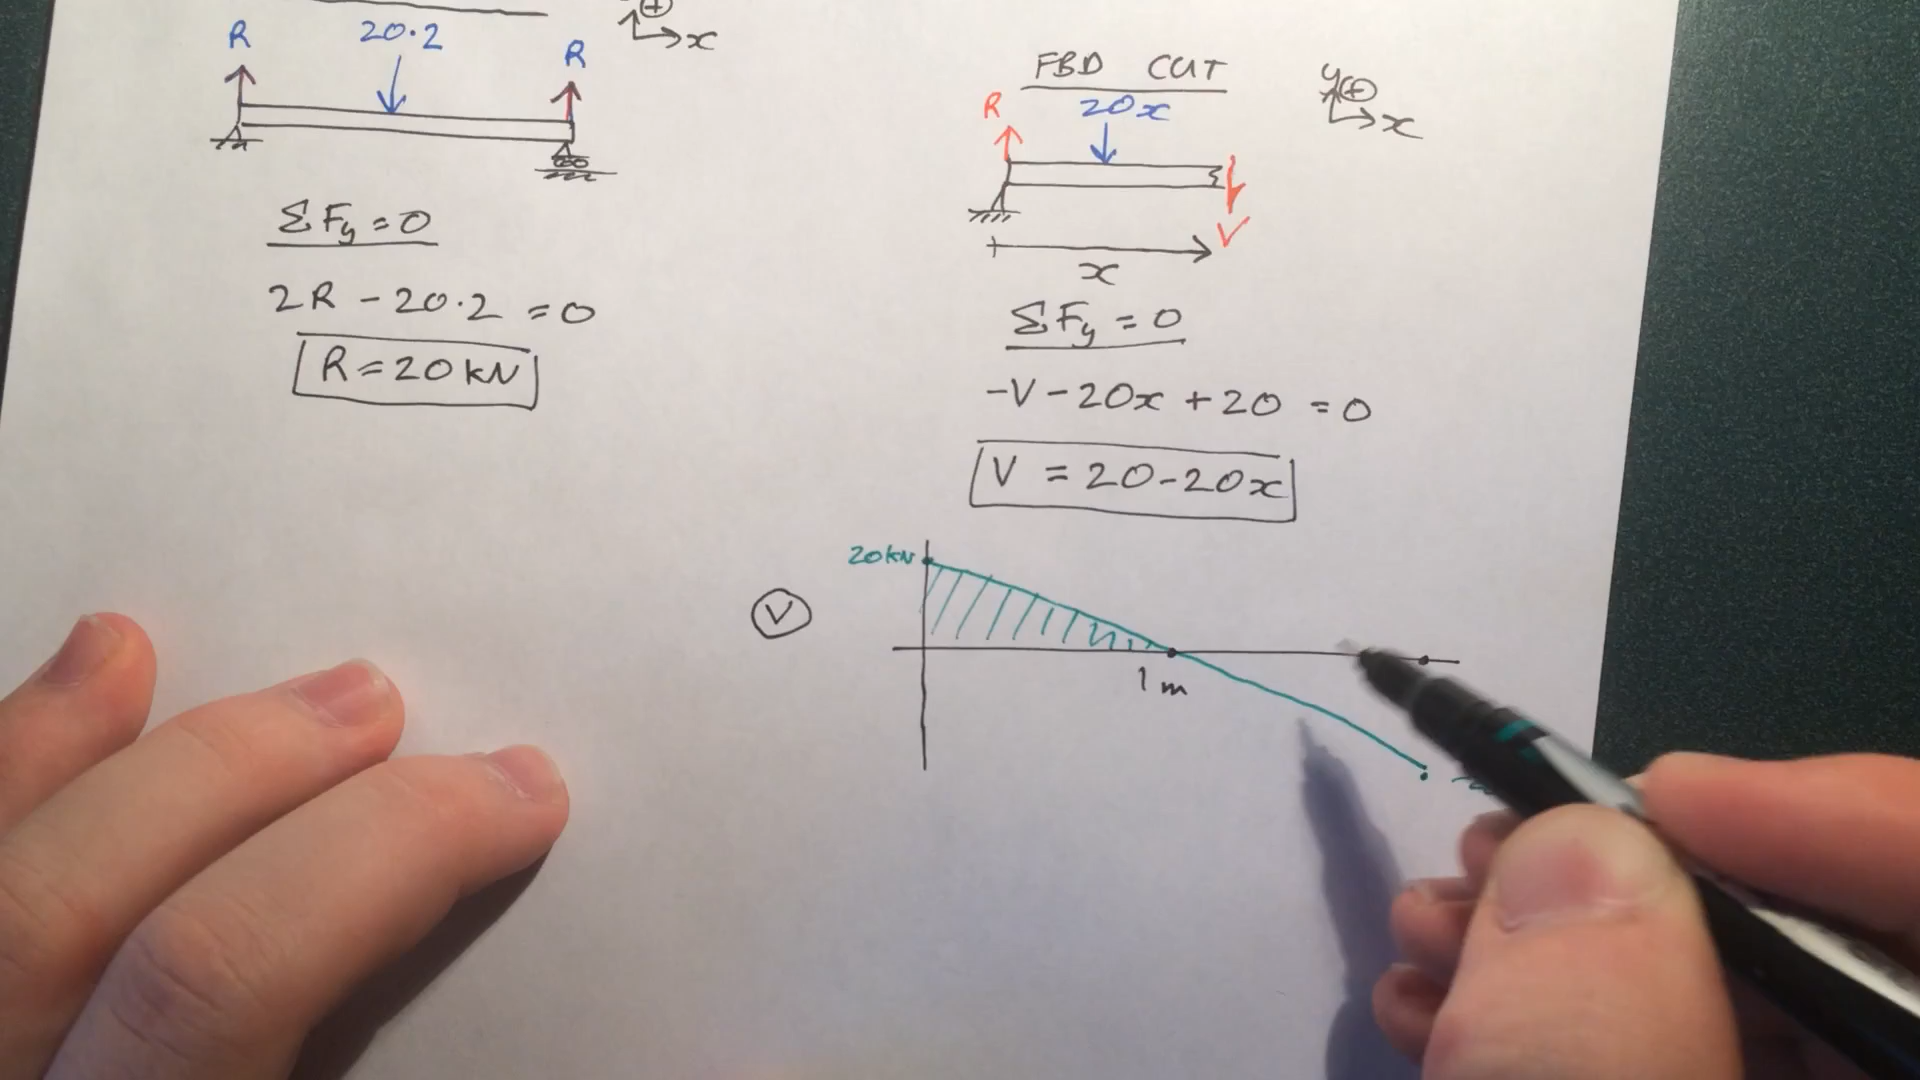 R 20·2 R
x
ΣFy = 0
2R - 20·2 = 0
R = 20 kN
FBD CUT
R 20x
y + x
V
x
ΣFy = 0
-V - 20x + 20 = 0
V = 20 - 20x
20kN
V
1 m